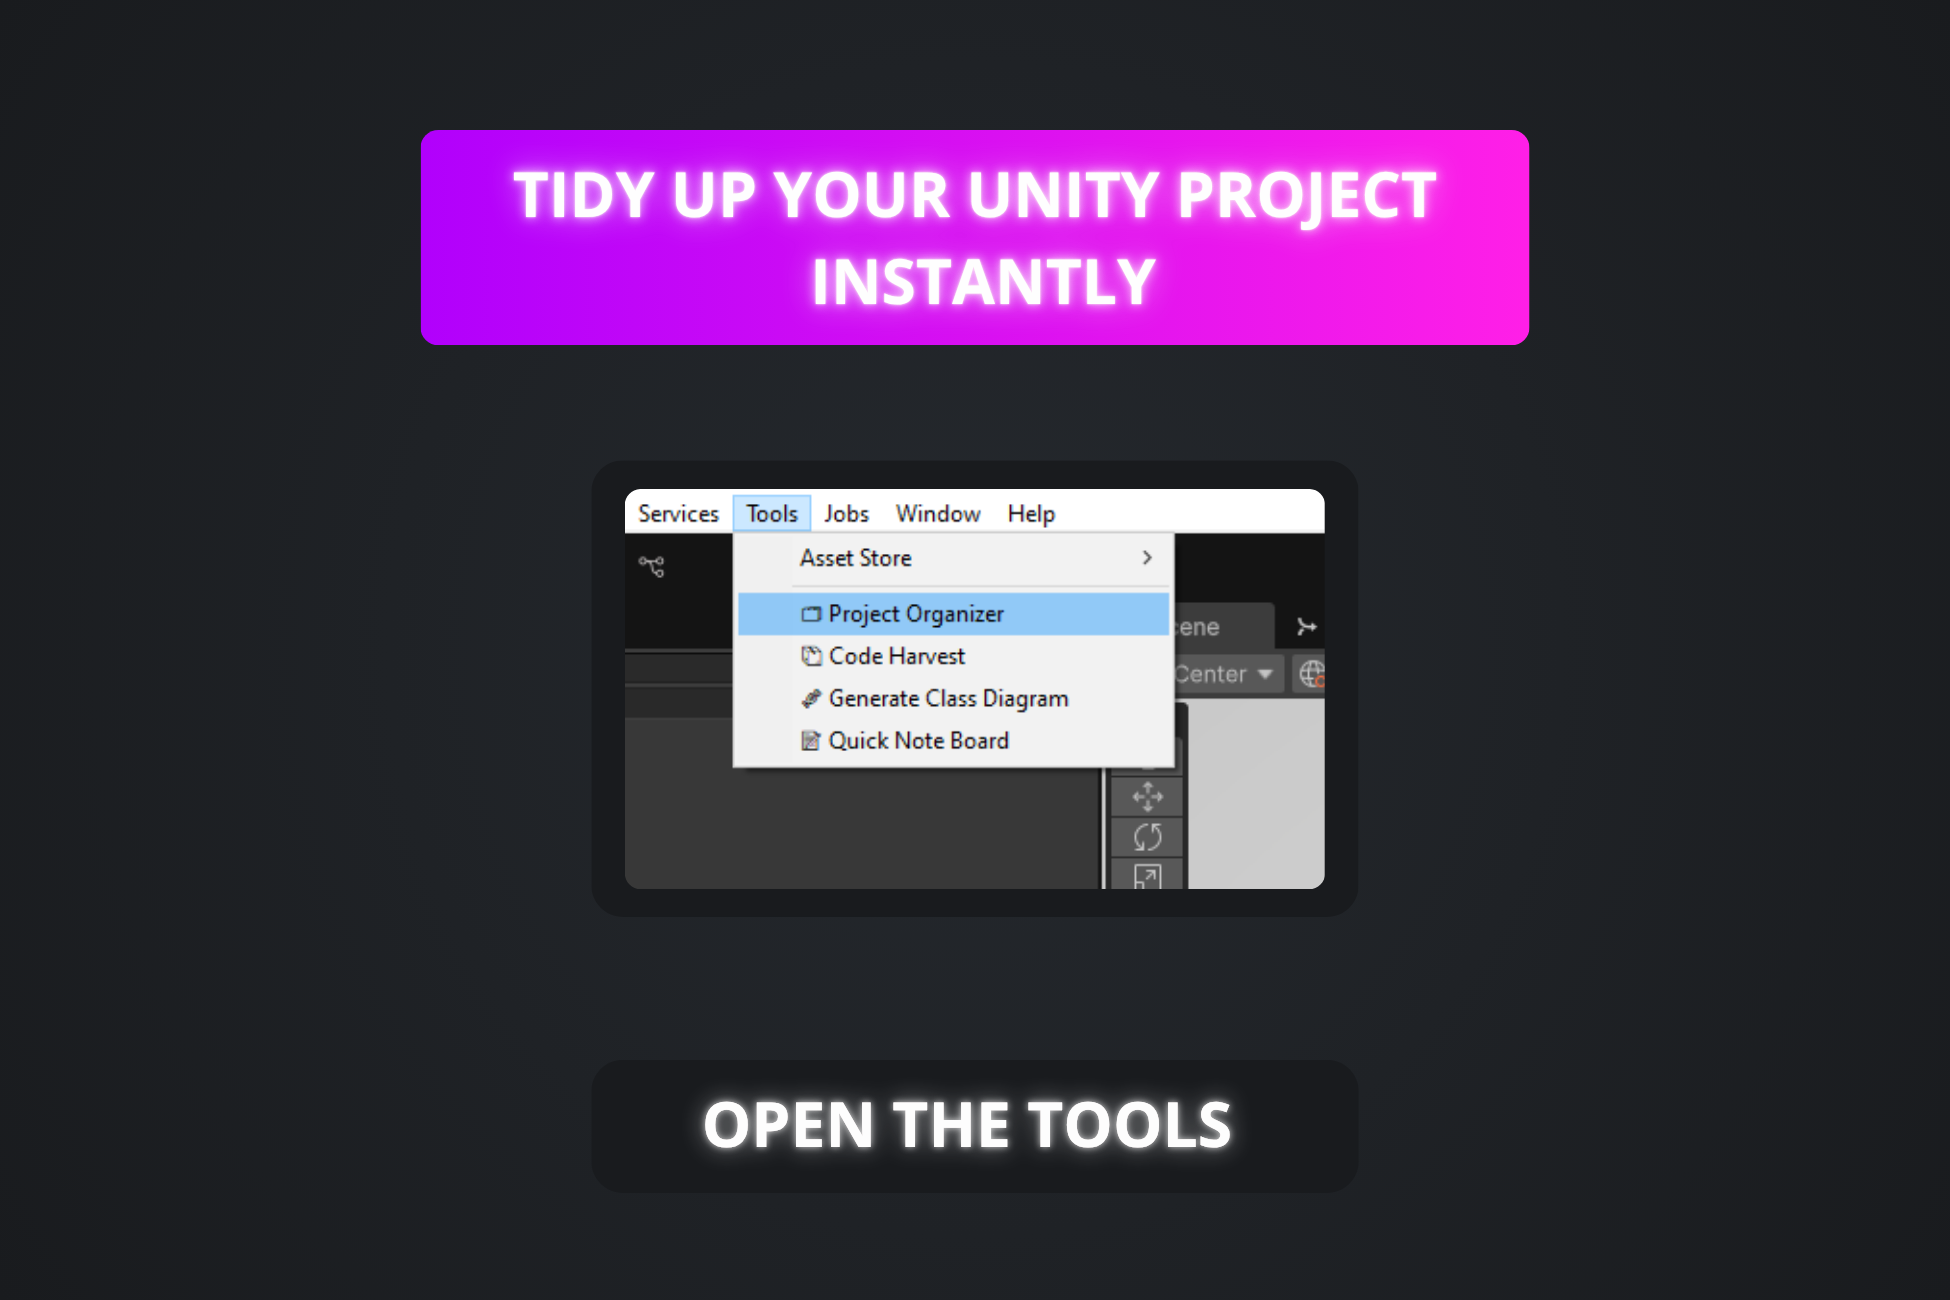 TIDY UP YOUR UNITY PROJECT
INSTANTLY
Services Tools Jobs Window Help
Asset Store
Project Organizer
Code Harvest
Generate Class Diagram
Quick Note Board
cene
Center
OPEN THE TOOLS